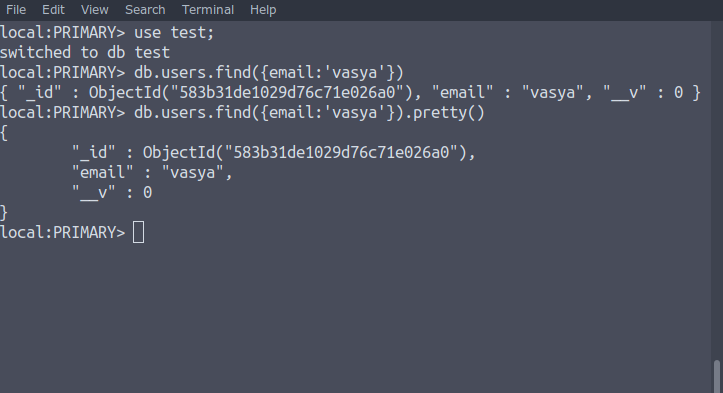 File Edit View Search Terminal Help
local:PRIMARY> use test;
switched to db test
local:PRIMARY> db.users.find({email:'vasya'})
{ "_id" : ObjectId("583b31de1029d76c71e026a0"), "email" : "vasya", "__v" : 0 }
local:PRIMARY> db.users.find({email:'vasya'}).pretty()
{
        "_id" : ObjectId("583b31de1029d76c71e026a0"),
        "email" : "vasya",
        "__v" : 0
}
local:PRIMARY>